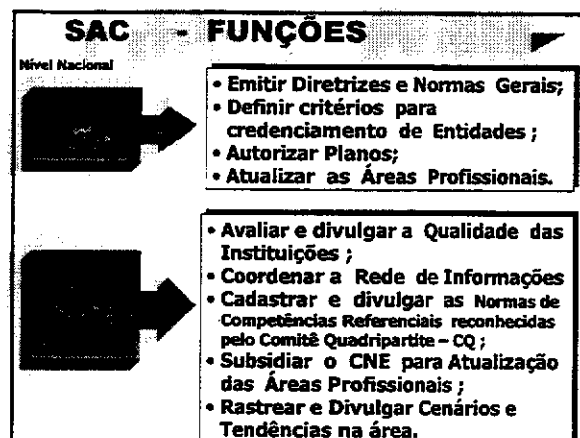 SAC - FUNÇÕES
Nível Nacional
• Emitir Diretrizes e Normas Gerais;
• Definir critérios para
credenciamento de Entidades ;
• Autorizar Planos;
• Atualizar as Áreas Profissionais.
• Avaliar e divulgar a Qualidade das
Instituições ;
• Coordenar a Rede de Informações
• Cadastrar e divulgar as Normas de
Competências Referenciais reconhecidas
pelo Comitê Quadripartite – CQ ;
• Subsidiar o CNE para Atualização
das Áreas Profissionais ;
• Rastrear e Divulgar Cenários e
Tendências na área.